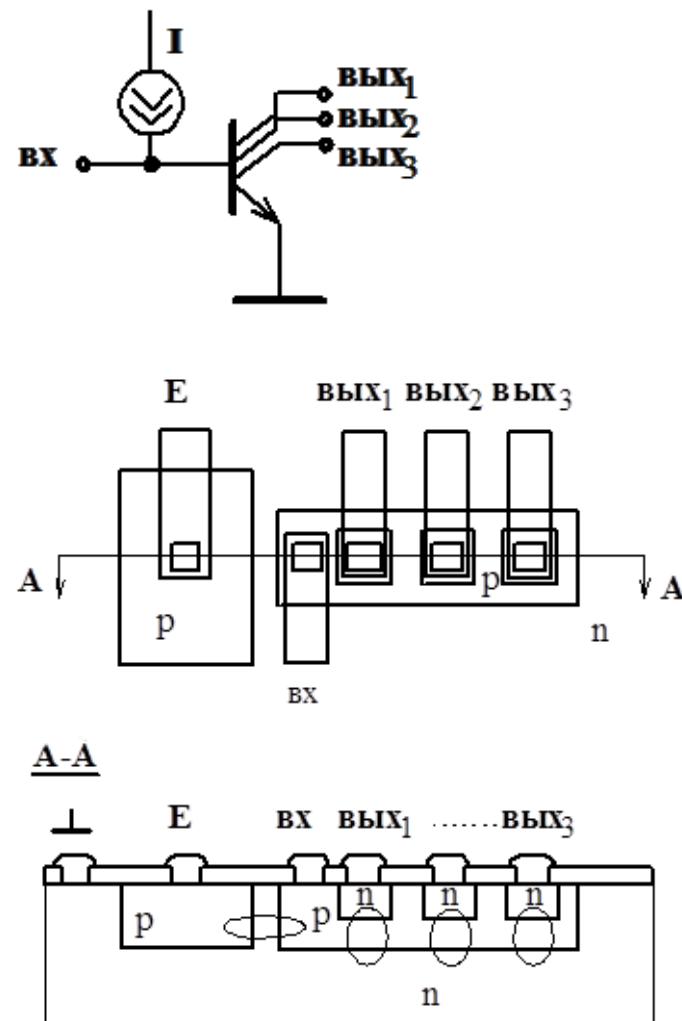 I
вх
вых1
вых2
вых3
E
вых1 вых2 вых3
A
A
p
p
n
вх
A-A
E вх вых1 ........ вых3
p p n n n
n